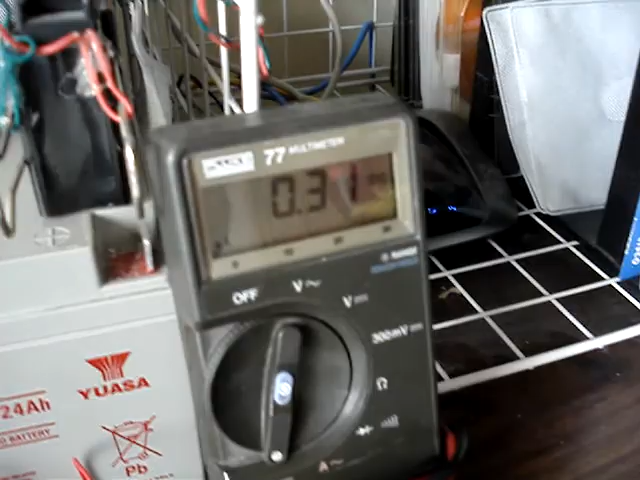 77 MULTIMETER
0.31
OFF
V~
V⎓
300mV⎓
Ω
A~
YUASA
24Ah
BATTERY
Pb